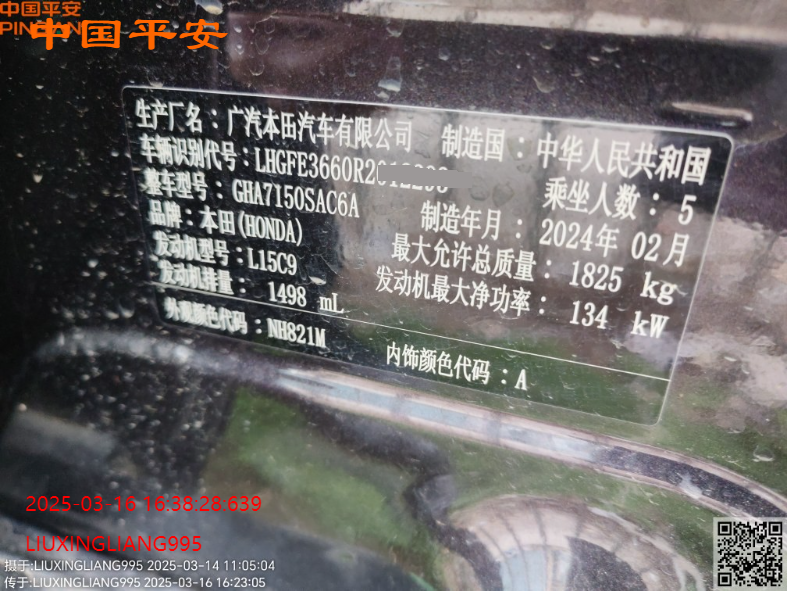 中国平安
PING
中国平安
生产厂名：广汽本田汽车有限公司 制造国：中华人民共和国
车辆识别代号：LHGFE3660R2 乘坐人数：5
整车型号：GHA7150SAC6A 制造年月：2024年 02月
品牌：本田(HONDA) 最大允许总质量：1825 kg
发动机型号：L15C9 发动机最大净功率：134 kW
发动机排量：1498 mL
外观颜色代码：NH821M 内饰颜色代码：A
2025-03-16 16:38:28:639
LIUXINGLIANG995
摄于:LIUXINGLIANG995 2025-03-14 11:05:04
传于:LIUXINGLIANG995 2025-03-16 16:23:05